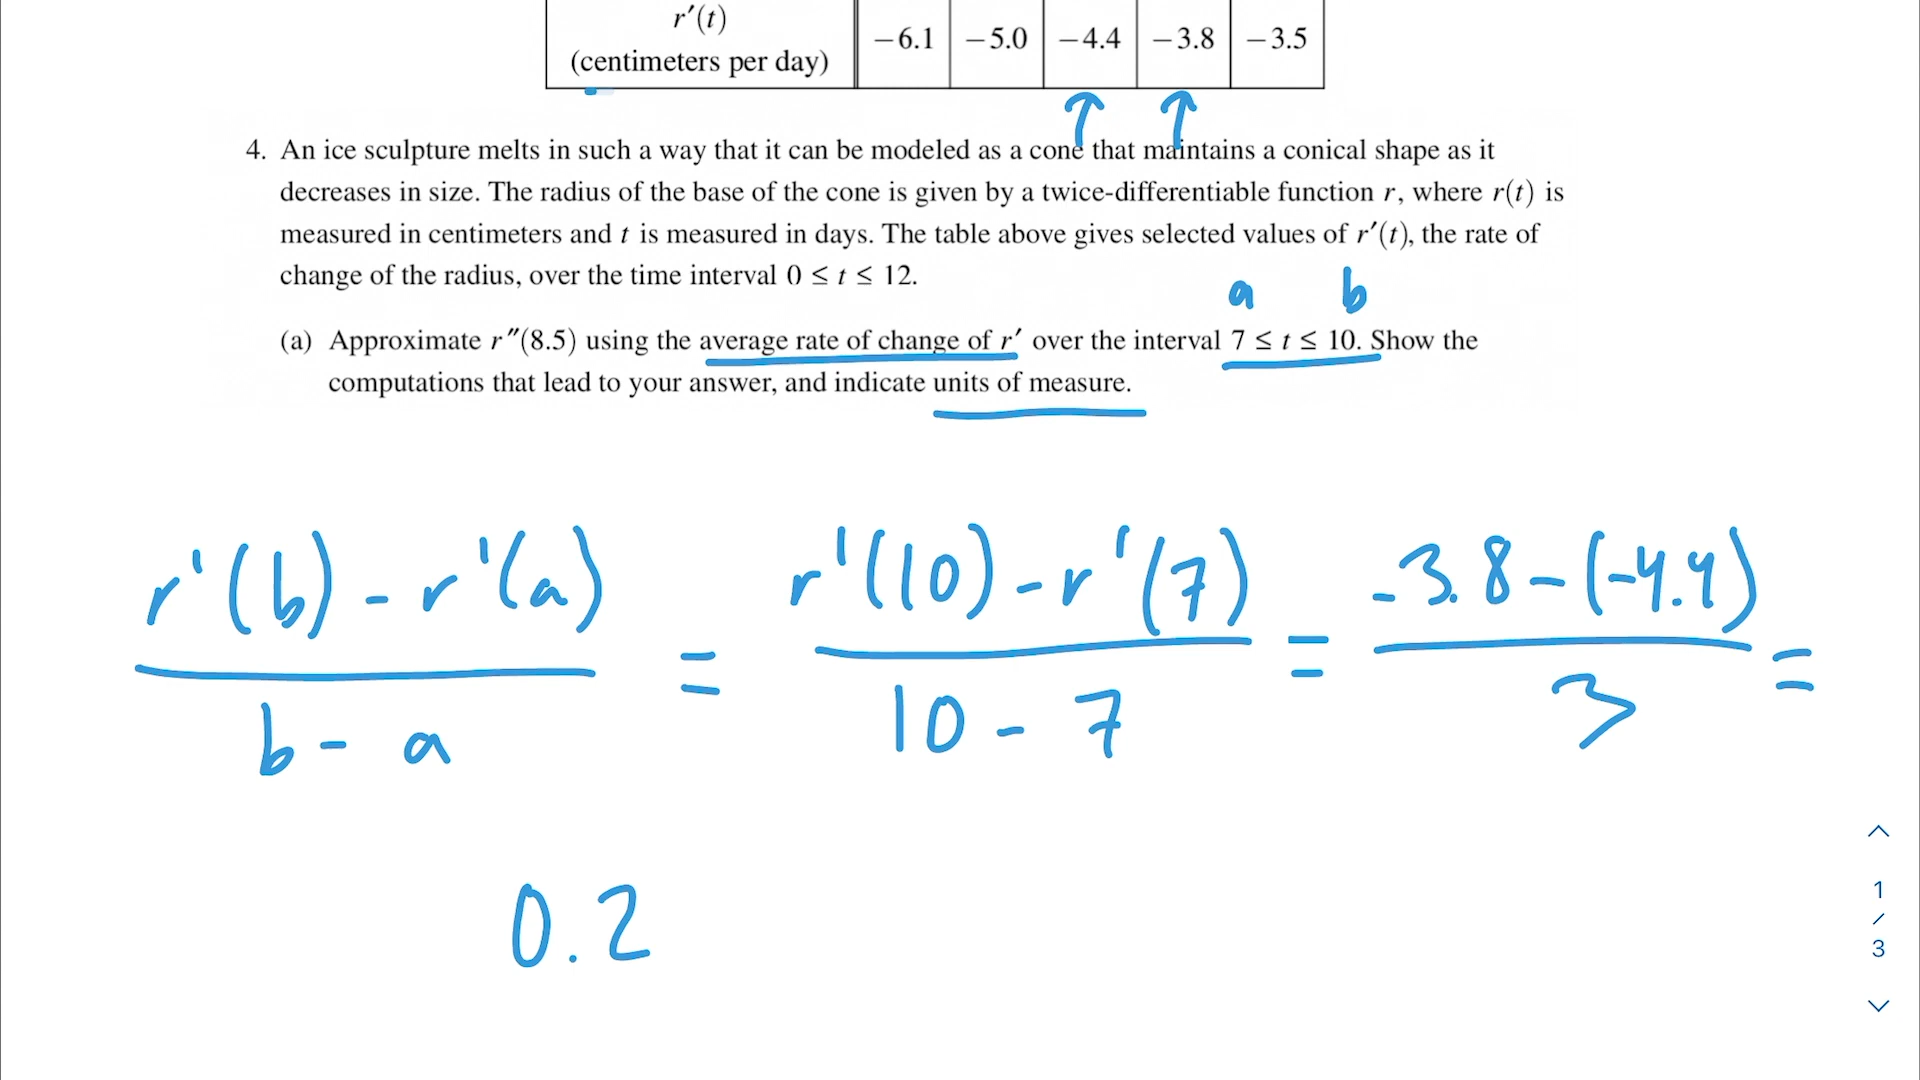 r′(t)
(centimeters per day) −6.1 −5.0 −4.4 −3.8 −3.5
4. An ice sculpture melts in such a way that it can be modeled as a cone that maintains a conical shape as it
decreases in size. The radius of the base of the cone is given by a twice-differentiable function r, where r(t) is
measured in centimeters and t is measured in days. The table above gives selected values of r′(t), the rate of
change of the radius, over the time interval 0 ≤ t ≤ 12.
a b
(a) Approximate r″(8.5) using the average rate of change of r′ over the interval 7 ≤ t ≤ 10. Show the
computations that lead to your answer, and indicate units of measure.
r'(b) - r'(a) r'(10) - r'(7) -3.8 - (-4.4)
= = =
b - a 10 - 7 3
0.2
1
/
3